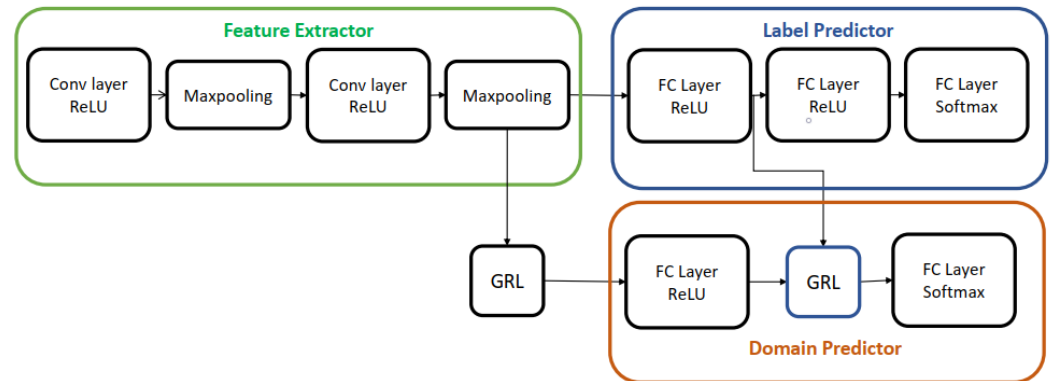 Feature Extractor
Conv layer
ReLU
Maxpooling
Conv layer
ReLU
Maxpooling
Label Predictor
FC Layer
ReLU
FC Layer
ReLU
FC Layer
Softmax
GRL
FC Layer
ReLU
GRL
FC Layer
Softmax
Domain Predictor